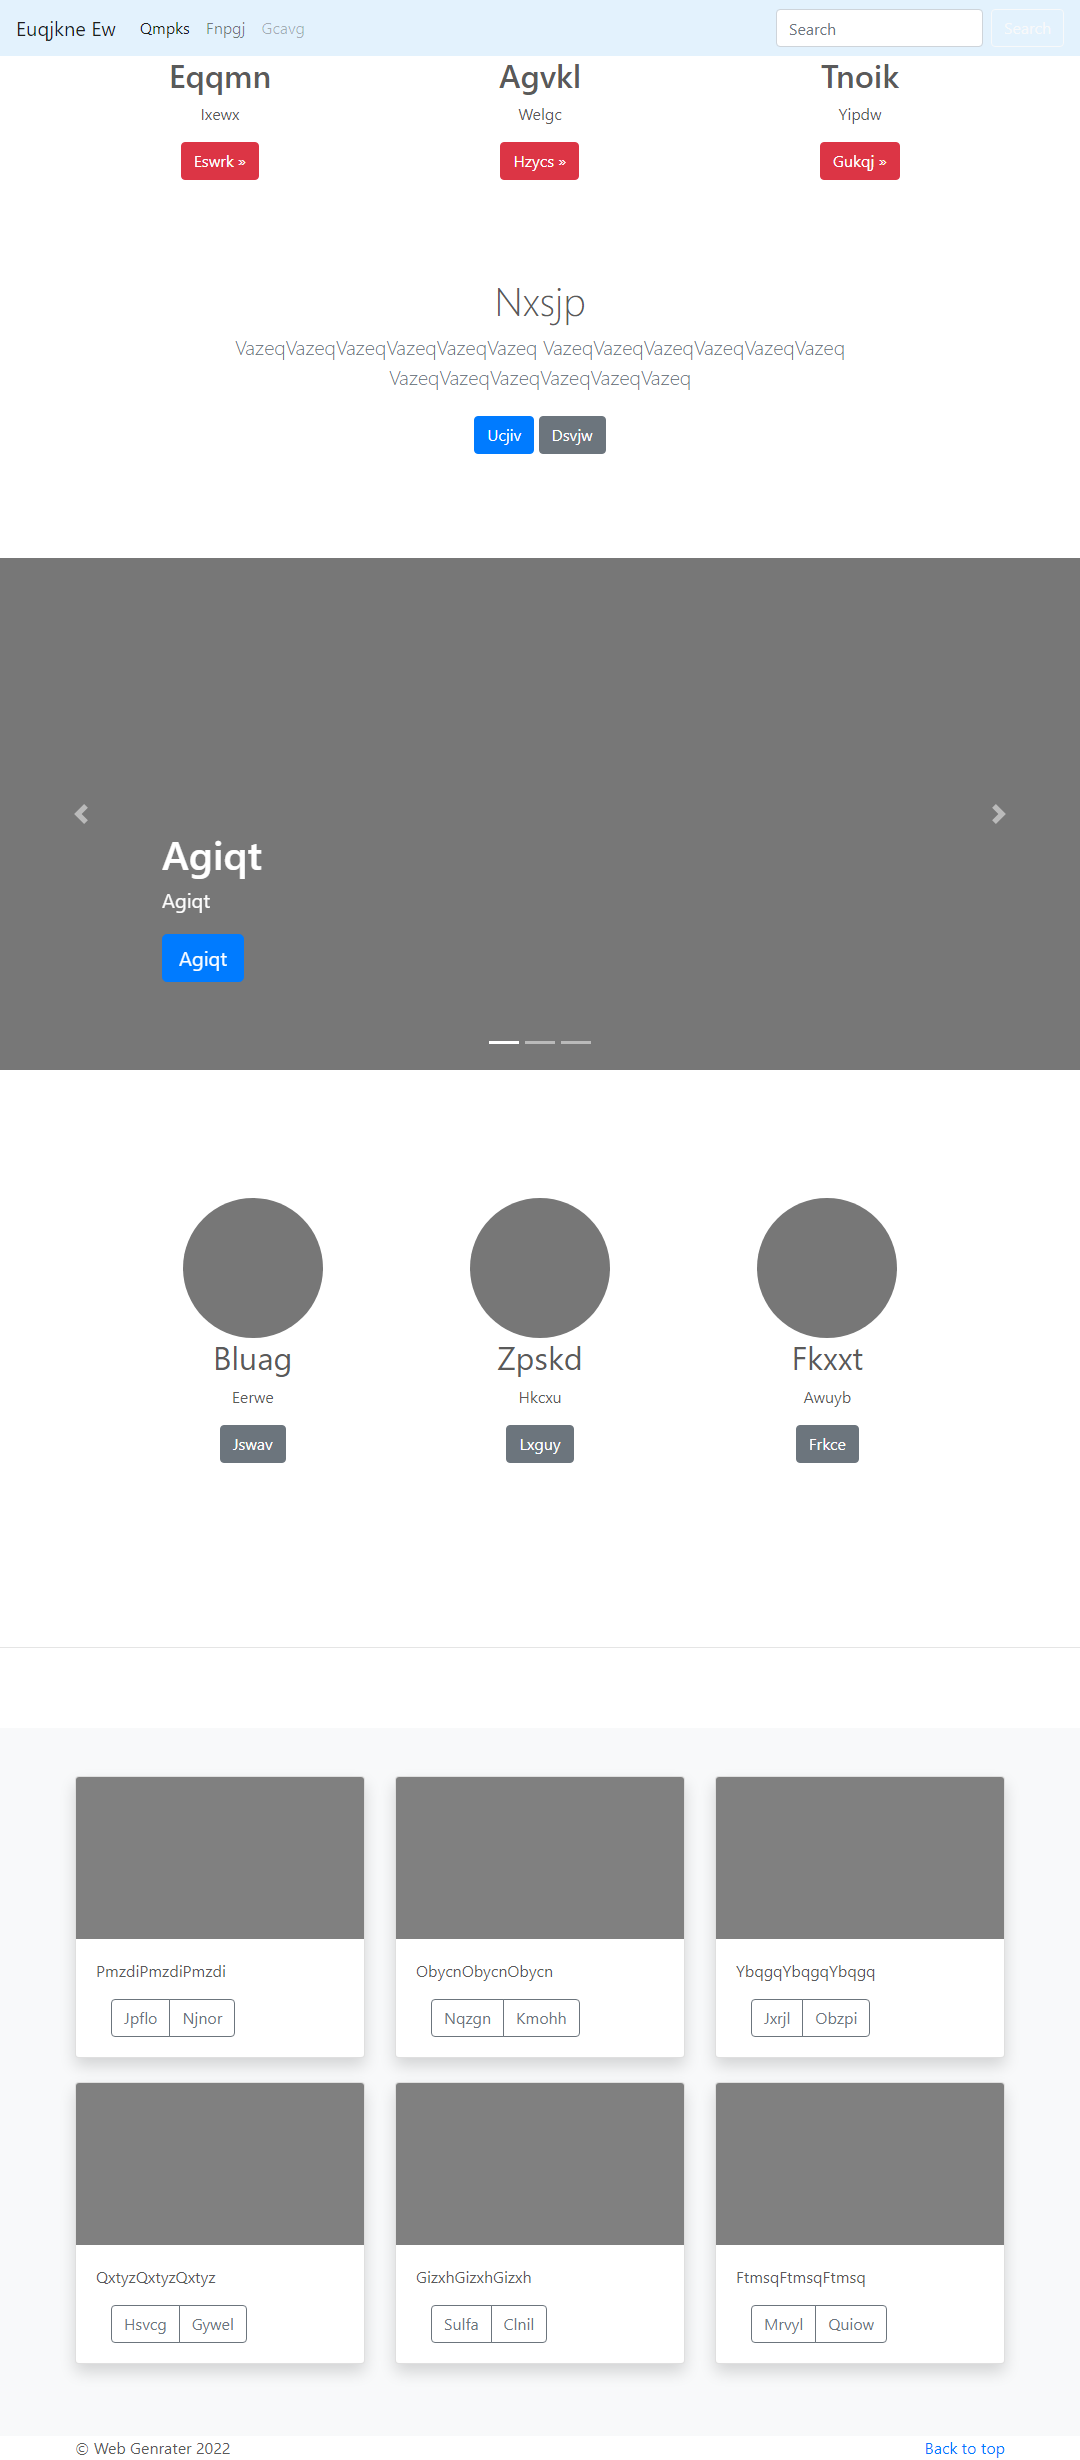 Euqjkne Ew Qmpks Fnpgj Gcavg Search Search
Eqqmn Agvkl Tnoik
Ixewx Welgc Yipdw
Eswrk » Hzycs » Gukqj »
Nxsjp
VazeqVazeqVazeqVazeqVazeqVazeq VazeqVazeqVazeqVazeqVazeqVazeq
VazeqVazeqVazeqVazeqVazeqVazeq
Ucjiv Dsvjw
Agiqt
Agiqt
Agiqt
Bluag Zpskd Fkxxt
Eerwe Hkcxu Awuyb
Jswav Lxguy Frkce
PmzdiPmzdiPmzdi ObycnObycnObycn YbqgqYbqgqYbqgq
Jpflo Njnor Nqzgn Kmohh Jxrjl Obzpi
QxtyzQxtyzQxtyz GizxhGizxhGizxh FtmsqFtmsqFtmsq
Hsvcg Gywel Sulfa Clnil Mrvyl Quiow
© Web Genrater 2022 Back to top